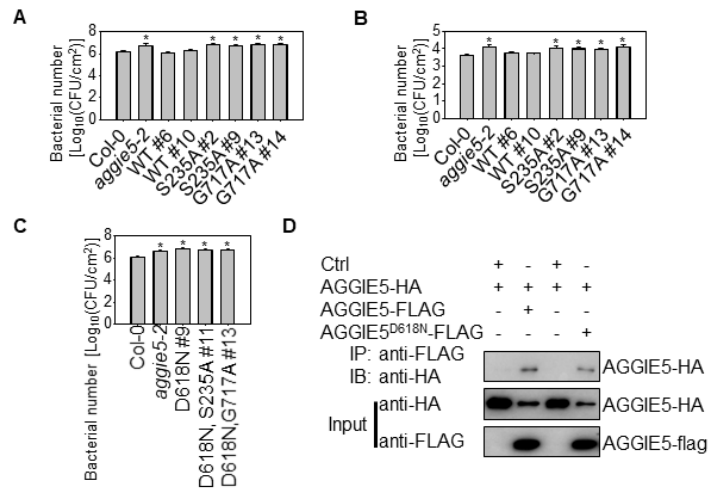 A
Bacterial number
[Log₁₀(CFU/cm²)]
8
6
4
2
0
* * * * *
Col-0
aggie5-2
WT #6
WT #10
S235A #2
S235A #9
G717A #13
G717A #14
B
Bacterial number
[Log₁₀(CFU/cm²)]
6
5
4
3
2
1
0
* * * * *
Col-0
aggie5-2
WT #6
WT #10
S235A #2
S235A #9
G717A #13
G717A #14
C
Bacterial number [Log₁₀(CFU/cm²)]
8
6
4
2
0
* * * *
Col-0
aggie5-2
D618N #9
D618N, S235A #11
D618N,G717A #13
D
Ctrl + - + -
AGGIE5-HA + + + +
AGGIE5-FLAG - + - -
AGGIE5ᴰ⁶¹⁸ᴺ-FLAG - - - +
IP: anti-FLAG
IB: anti-HA
AGGIE5-HA
Input
anti-HA
AGGIE5-HA
anti-FLAG
AGGIE5-flag